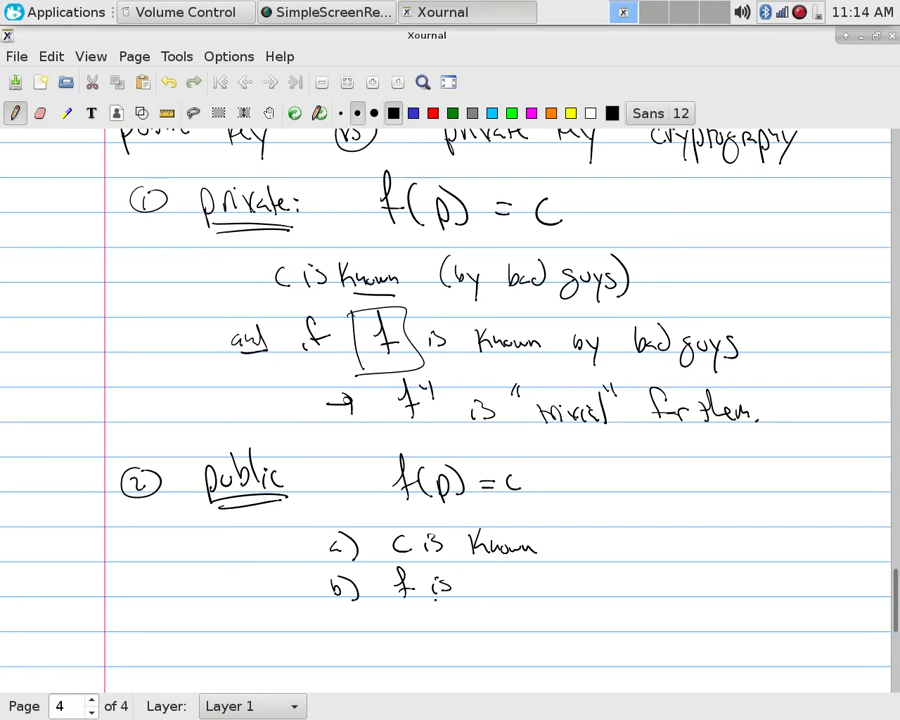 Applications Volume Control SimpleScreenRe... Xournal 11:14 AM
Xournal
File Edit View Page Tools Options Help
Sans 12
public key vs private key cryptography
① private: f(p) = c
c is known (by bad guys)
and if f is known by bad guys
→ f⁻¹ is "trivial" for them.
② public f(p) = c
a) c is known
b) f is
Page 4 of 4 Layer: Layer 1